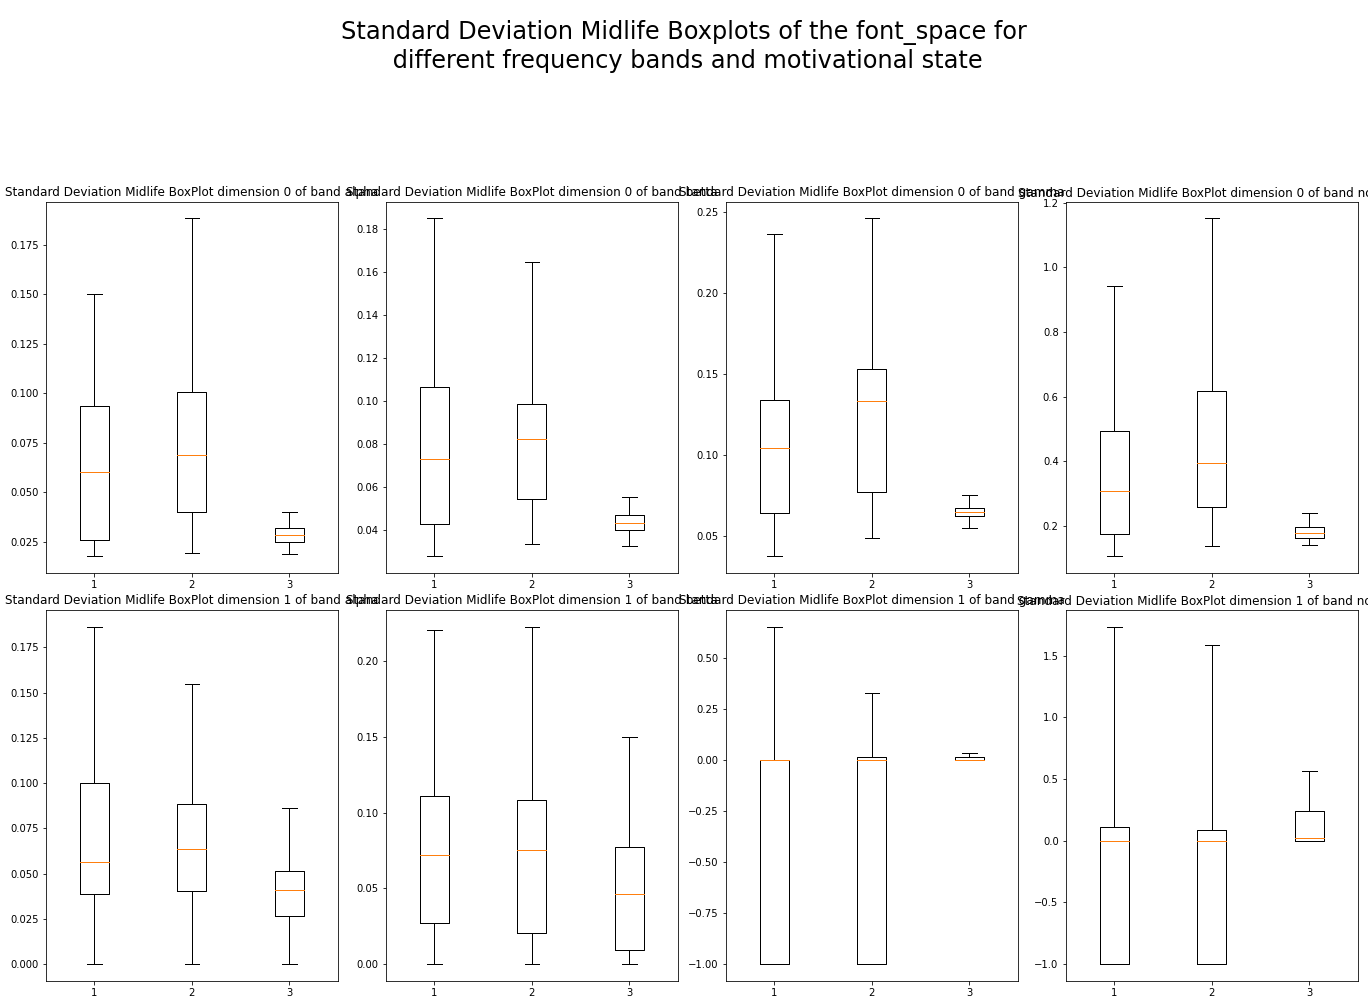 Standard Deviation Midlife Boxplots of the font_space for
different frequency bands and motivational state
Standard Deviation Midlife BoxPlot dimension 0 of band alpha
Standard Deviation Midlife BoxPlot dimension 0 of band betta
Standard Deviation Midlife BoxPlot dimension 0 of band gamma
Standard Deviation Midlife BoxPlot dimension 0 of band no
0.175
0.150
0.125
0.100
0.075
0.050
0.025
1 2 3
0.18
0.16
0.14
0.12
0.10
0.08
0.06
0.04
1 2 3
0.25
0.20
0.15
0.10
0.05
1 2 3
1.2
1.0
0.8
0.6
0.4
0.2
1 2 3
Standard Deviation Midlife BoxPlot dimension 1 of band alpha
Standard Deviation Midlife BoxPlot dimension 1 of band betta
Standard Deviation Midlife BoxPlot dimension 1 of band gamma
Standard Deviation Midlife BoxPlot dimension 1 of band no
0.175
0.150
0.125
0.100
0.075
0.050
0.025
0.000
1 2 3
0.20
0.15
0.10
0.05
0.00
1 2 3
0.50
0.25
0.00
−0.25
−0.50
−0.75
−1.00
1 2 3
1.5
1.0
0.5
0.0
−0.5
−1.0
1 2 3